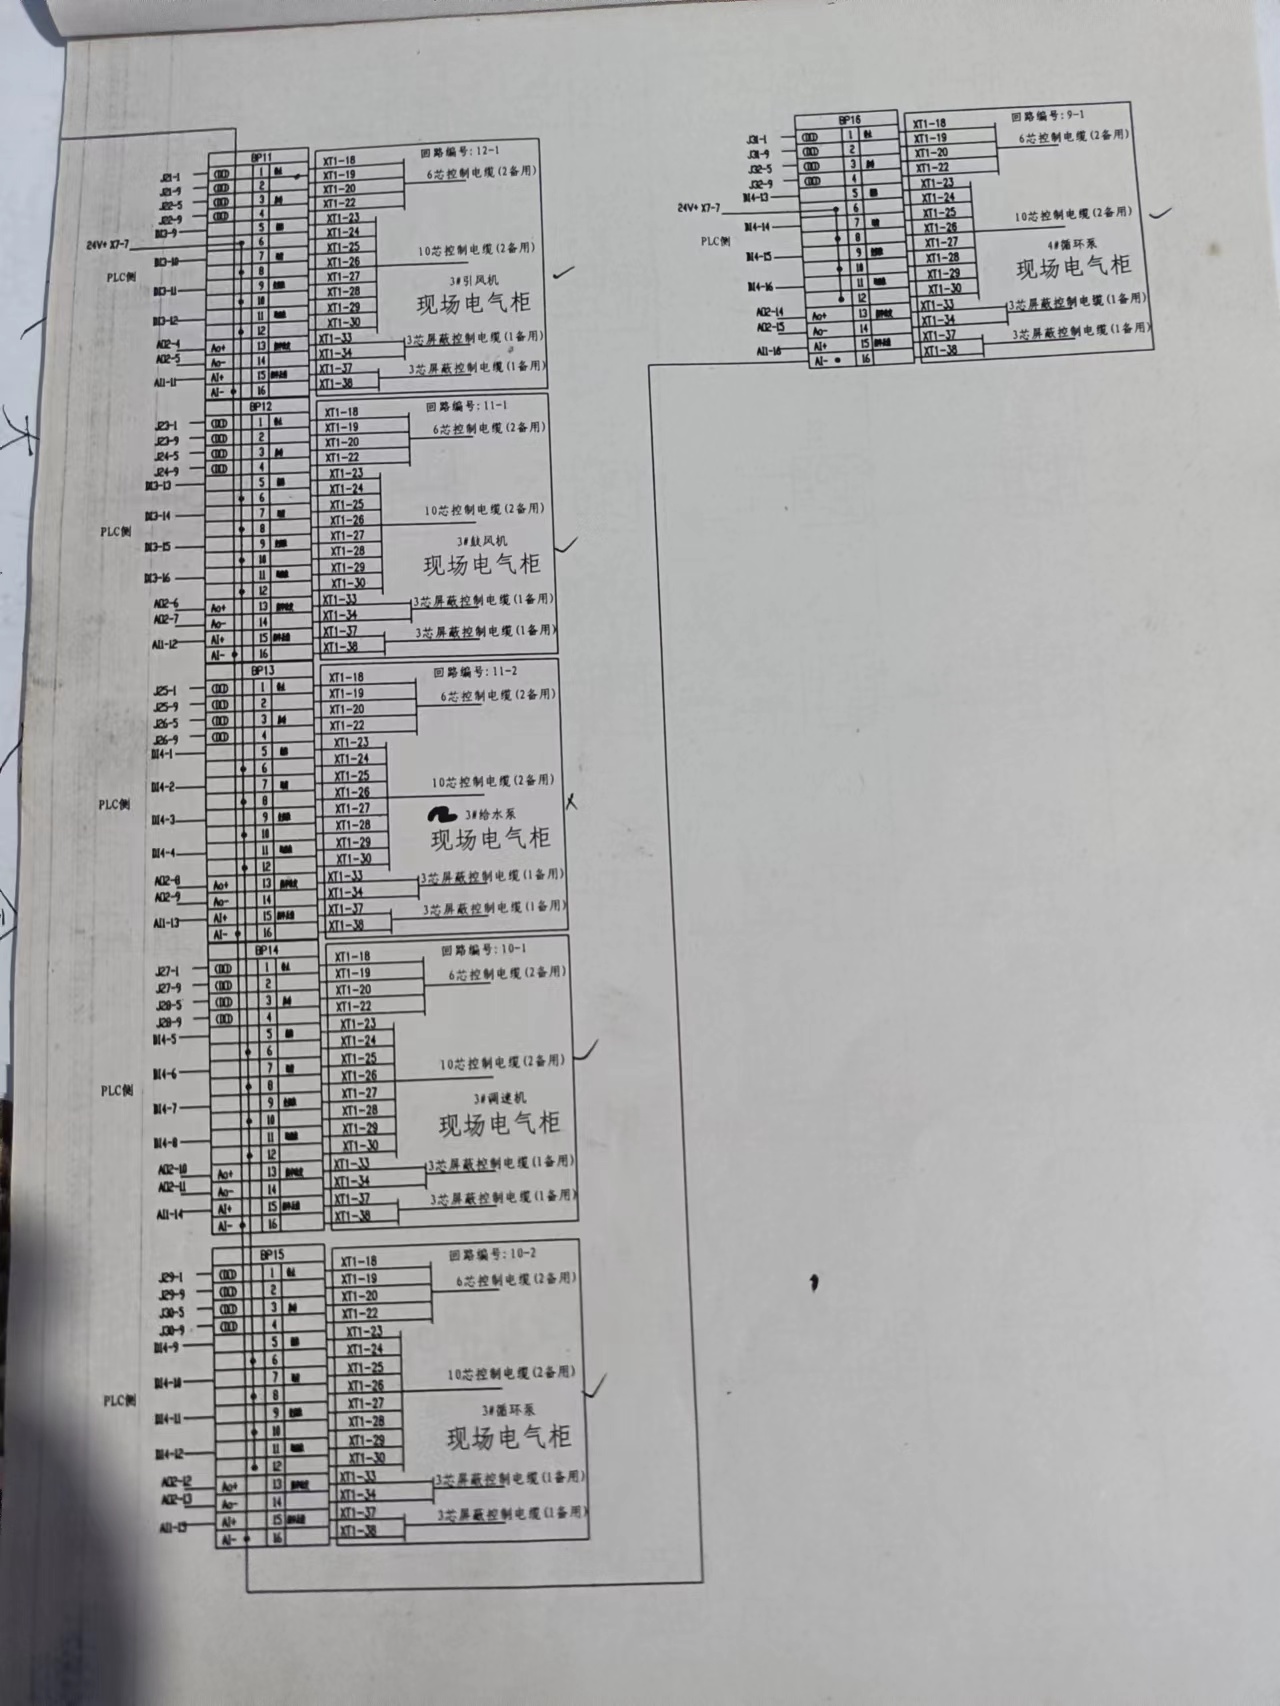 BP11
回路编号:12-1
J21-1
J21-9
J22-5
J22-9
DI3-9
24V+ X7-7
DI3-10
PLC侧
DI3-11
DI3-12
AO2-4
AO2-5
AI1-11
1
2
3
4
5
6
7
8
9
10
11
12
Ao+ 13
Ao- 14
AI+ 15
AI- 16
XT1-18
XT1-19
XT1-20
XT1-22
XT1-23
XT1-24
XT1-25
XT1-26
XT1-27
XT1-28
XT1-29
XT1-30
XT1-33
XT1-34
XT1-37
XT1-38
6芯控制电缆(2备用)
10芯控制电缆(2备用)
3#引风机
现场电气柜
3芯屏蔽控制电缆(1备用)
3芯屏蔽控制电缆(1备用)
BP12
回路编号:11-1
J23-1
J23-9
J24-5
J24-9
DI3-13
DI3-14
PLC侧
DI3-15
DI3-16
AO2-6
AO2-7
AI1-12
1
2
3
4
5
6
7
8
9
10
11
12
Ao+ 13
Ao- 14
AI+ 15
AI- 16
XT1-18
XT1-19
XT1-20
XT1-22
XT1-23
XT1-24
XT1-25
XT1-26
XT1-27
XT1-28
XT1-29
XT1-30
XT1-33
XT1-34
XT1-37
XT1-38
6芯控制电缆(2备用)
10芯控制电缆(2备用)
3#鼓风机
现场电气柜
3芯屏蔽控制电缆(1备用)
3芯屏蔽控制电缆(1备用)
BP13
回路编号:11-2
J25-1
J25-9
J26-5
J26-9
DI4-1
DI4-2
PLC侧
DI4-3
DI4-4
AO2-8
AO2-9
AI1-13
1
2
3
4
5
6
7
8
9
10
11
12
Ao+ 13
Ao- 14
AI+ 15
AI- 16
XT1-18
XT1-19
XT1-20
XT1-22
XT1-23
XT1-24
XT1-25
XT1-26
XT1-27
XT1-28
XT1-29
XT1-30
XT1-33
XT1-34
XT1-37
XT1-38
6芯控制电缆(2备用)
10芯控制电缆(2备用)
3#给水泵
现场电气柜
3芯屏蔽控制电缆(1备用)
3芯屏蔽控制电缆(1备用)
BP14
回路编号:10-1
J27-1
J27-9
J28-5
J28-9
DI4-5
DI4-6
PLC侧
DI4-7
DI4-8
AO2-10
AO2-11
AI1-14
1
2
3
4
5
6
7
8
9
10
11
12
Ao+ 13
Ao- 14
AI+ 15
AI- 16
XT1-18
XT1-19
XT1-20
XT1-22
XT1-23
XT1-24
XT1-25
XT1-26
XT1-27
XT1-28
XT1-29
XT1-30
XT1-33
XT1-34
XT1-37
XT1-38
6芯控制电缆(2备用)
10芯控制电缆(2备用)
3#调速机
现场电气柜
3芯屏蔽控制电缆(1备用)
3芯屏蔽控制电缆(1备用)
BP15
回路编号:10-2
J29-1
J29-9
J30-5
J30-9
DI4-9
DI4-10
PLC侧
DI4-11
DI4-12
AO2-12
AO2-13
AI1-15
1
2
3
4
5
6
7
8
9
10
11
12
Ao+ 13
Ao- 14
AI+ 15
AI- 16
XT1-18
XT1-19
XT1-20
XT1-22
XT1-23
XT1-24
XT1-25
XT1-26
XT1-27
XT1-28
XT1-29
XT1-30
XT1-33
XT1-34
XT1-37
XT1-38
6芯控制电缆(2备用)
10芯控制电缆(2备用)
3#循环泵
现场电气柜
3芯屏蔽控制电缆(1备用)
3芯屏蔽控制电缆(1备用)
BP16
回路编号:9-1
J31-1
J31-9
J32-5
J32-9
DI4-13
24V+ X7-7
DI4-14
PLC侧
DI4-15
DI4-16
AO2-14
AO2-15
AI1-16
1
2
3
4
5
6
7
8
9
10
11
12
Ao+ 13
Ao- 14
AI+ 15
AI- 16
XT1-18
XT1-19
XT1-20
XT1-22
XT1-23
XT1-24
XT1-25
XT1-26
XT1-27
XT1-28
XT1-29
XT1-30
XT1-33
XT1-34
XT1-37
XT1-38
6芯控制电缆(2备用)
10芯控制电缆(2备用)
4#循环泵
现场电气柜
3芯屏蔽控制电缆(1备用)
3芯屏蔽控制电缆(1备用)